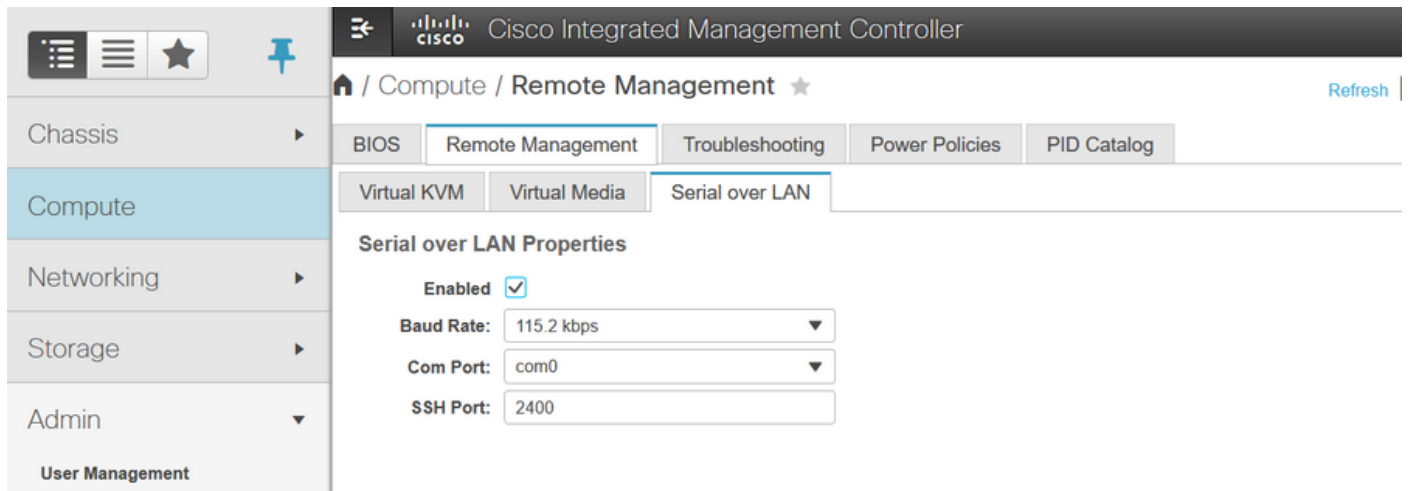 CISCO Cisco Integrated Management Controller
/ Compute / Remote Management
Refresh
Chassis
Compute
Networking
Storage
Admin
User Management
BIOS Remote Management Troubleshooting Power Policies PID Catalog
Virtual KVM Virtual Media Serial over LAN
Serial over LAN Properties
Enabled
Baud Rate: 115.2 kbps
Com Port: com0
SSH Port: 2400